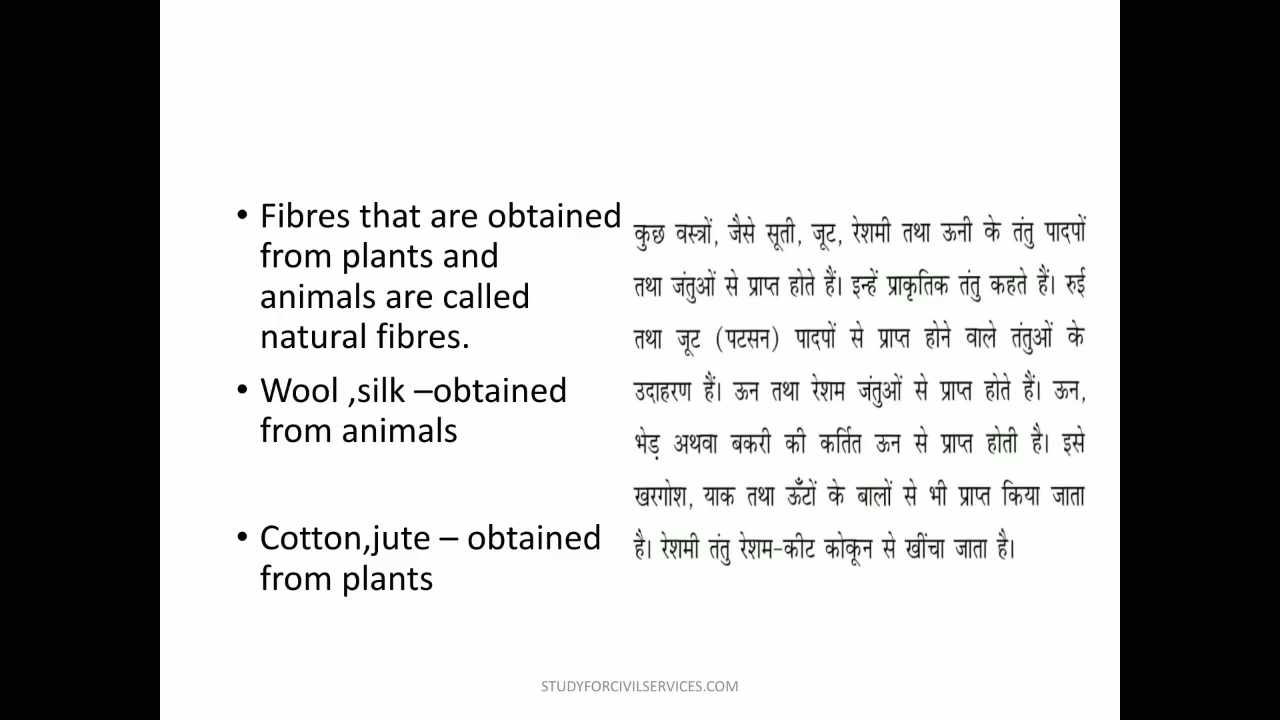 • Fibres that are obtained
from plants and
animals are called
natural fibres.
• Wool ,silk –obtained
from animals
• Cotton,jute – obtained
from plants
कुछ वस्त्रों, जैसे सूती, जूट, रेशमी तथा ऊनी के तंतु पादपों
तथा जंतुओं से प्राप्त होते हैं। इन्हें प्राकृतिक तंतु कहते हैं। रुई
तथा जूट (पटसन) पादपों से प्राप्त होने वाले तंतुओं के
उदाहरण हैं। ऊन तथा रेशम जंतुओं से प्राप्त होते हैं। ऊन,
भेड़ अथवा बकरी की कर्तित ऊन से प्राप्त होती है। इसे
खरगोश, याक तथा ऊँटों के बालों से भी प्राप्त किया जाता
है। रेशमी तंतु रेशम-कीट कोकून से खींचा जाता है।
STUDYFORCIVILSERVICES.COM